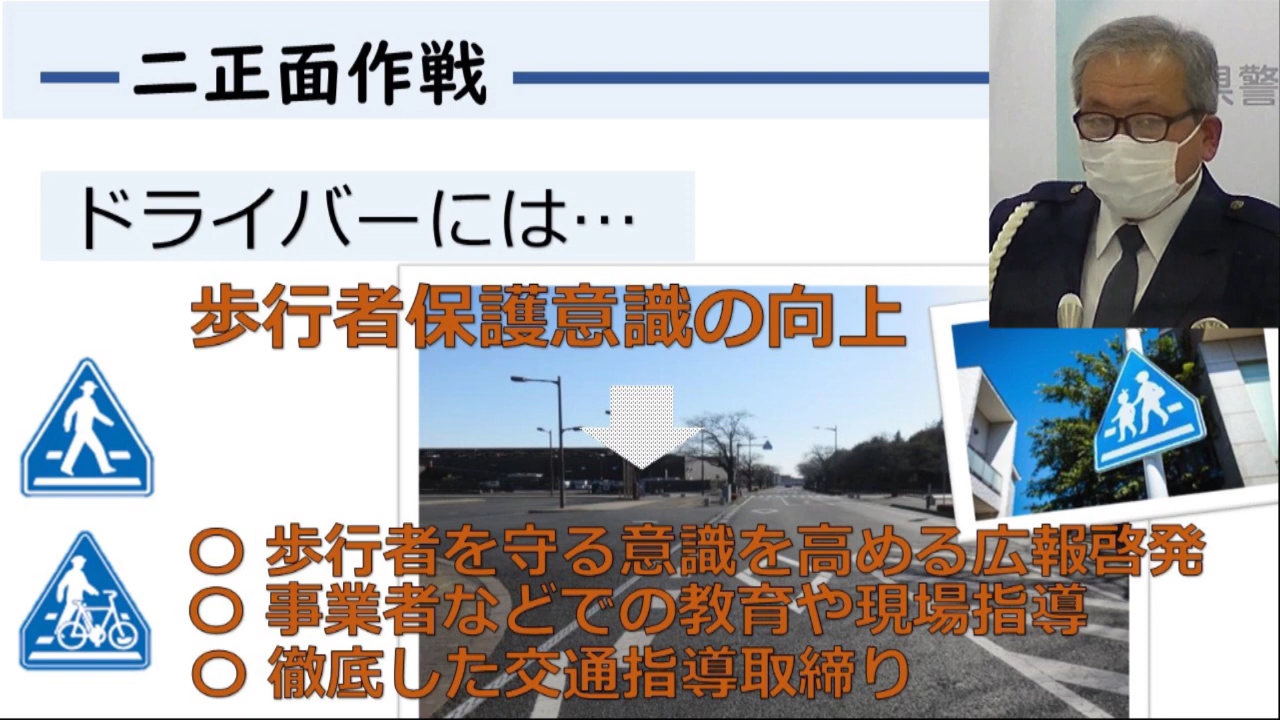 二正面作戦
県警
ドライバーには…
歩行者保護意識の向上
〇 歩行者を守る意識を高める広報啓発
〇 事業者などでの教育や現場指導
〇 徹底した交通指導取締り